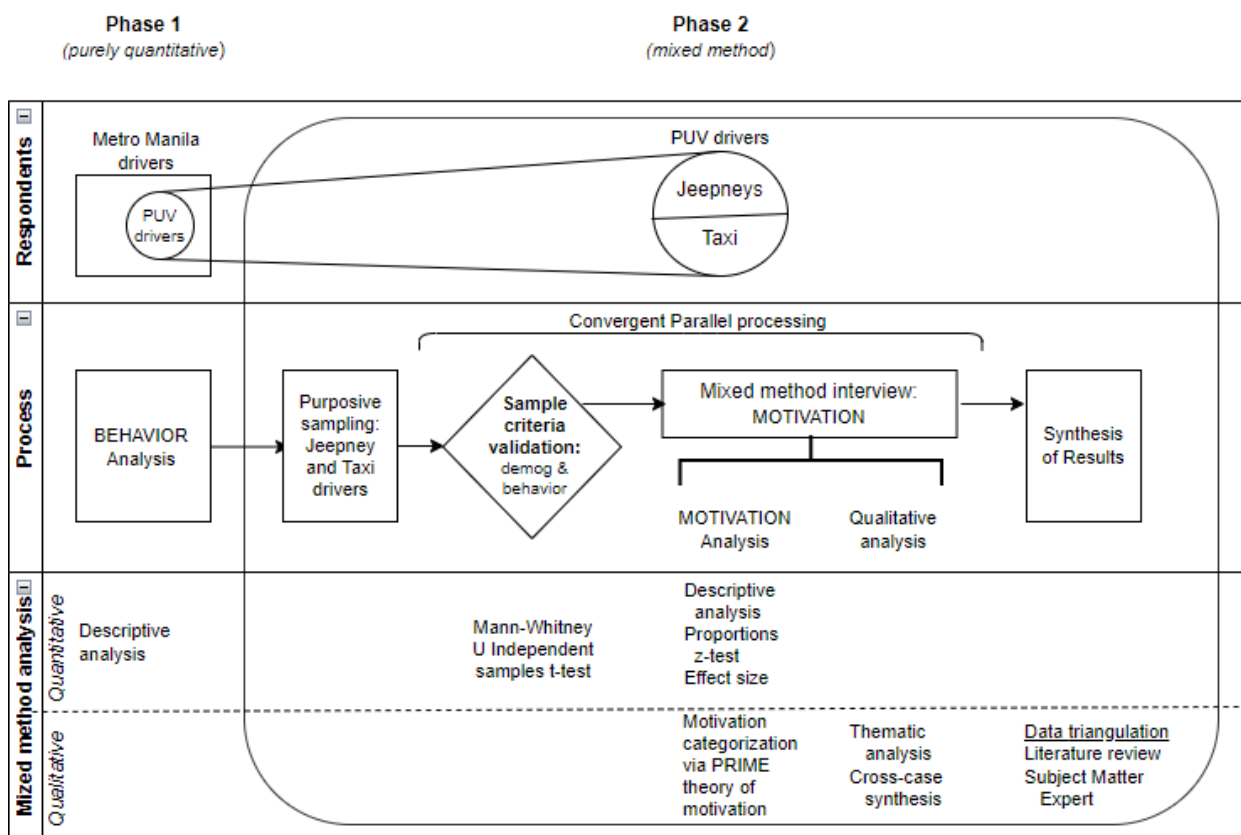 Phase 1
(purely quantitative)
Phase 2
(mixed method)
Respondents
Metro Manila
drivers
PUV
drivers
PUV drivers
Jeepneys
Taxi
Process
Convergent Parallel processing
BEHAVIOR
Analysis
Purposive
sampling:
Jeepney
and Taxi
drivers
Sample
criteria
validation:
demog &
behavior
Mixed method interview:
MOTIVATION
MOTIVATION
Analysis
Qualitative
analysis
Synthesis
of Results
Mized method analysis
Quantitative
Descriptive
analysis
Mann-Whitney
U Independent
samples t-test
Descriptive
analysis
Proportions
z-test
Effect size
Qualitative
Motivation
categorization
via PRIME
theory of
motivation
Thematic
analysis
Cross-case
synthesis
Data triangulation
Literature review
Subject Matter
Expert